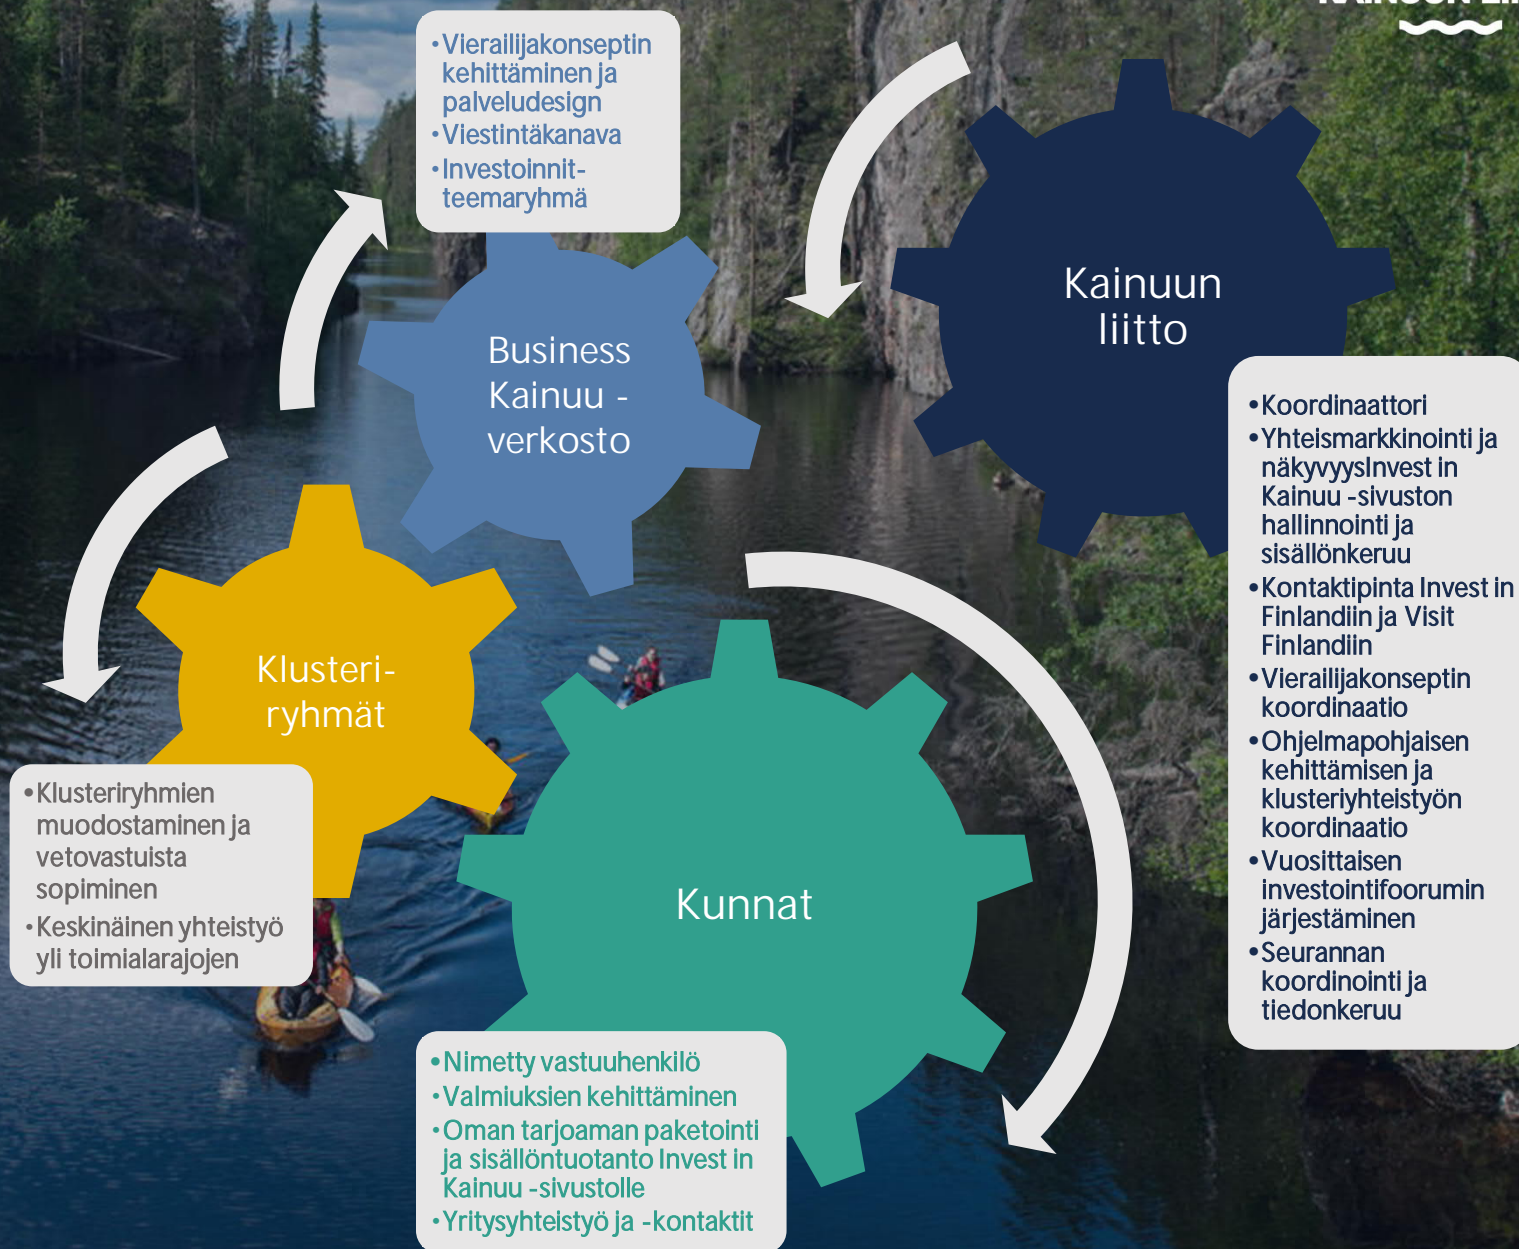 • Vierailijakonseptin
kehittäminen ja
palveludesign
• Viestintäkanava
• Investoinnit-
teemaryhmä
Business
Kainuu -
verkosto
Kainuun
liitto
• Koordinaattori
• Yhteismarkkinointi ja
näkyvyysInvest in
Kainuu -sivuston
hallinnointi ja
sisällönkeruu
• Kontaktipinta Invest in
Finlandiin ja Visit
Finlandiin
• Vierailijakonseptin
koordinaatio
• Ohjelmapohjaisen
kehittämisen ja
klusteriyhteistyön
koordinaatio
• Vuosittaisen
investointifoorumin
järjestäminen
• Seurannan
koordinointi ja
tiedonkeruu
Klusteri-
ryhmät
• Klusteriryhmien
muodostaminen ja
vetovastuista
sopiminen
• Keskinäinen yhteistyö
yli toimialarajojen
Kunnat
• Nimetty vastuuhenkilö
• Valmiuksien kehittäminen
• Oman tarjoaman paketointi
ja sisällöntuotanto Invest in
Kainuu -sivustolle
• Yritysyhteistyö ja -kontaktit